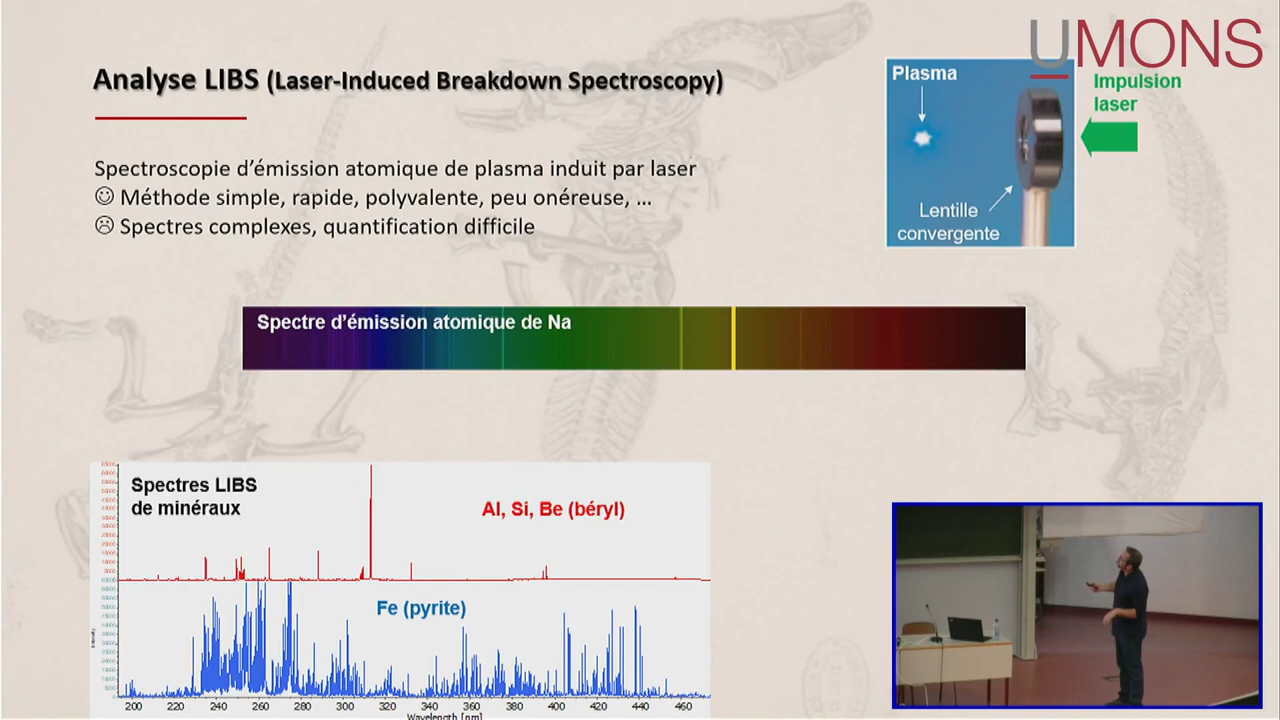 UMONS
Analyse LIBS (Laser-Induced Breakdown Spectroscopy)
Spectroscopie d'émission atomique de plasma induit par laser
☺ Méthode simple, rapide, polyvalente, peu onéreuse, ...
☹ Spectres complexes, quantification difficile
Plasma
Impulsion
laser
Lentille
convergente
Spectre d'émission atomique de Na
Spectres LIBS
de minéraux
Al, Si, Be (béryl)
Fe (pyrite)
200 220 240 260 280 300 320 340 360 380 400 420 440 460
Wavelength [nm]